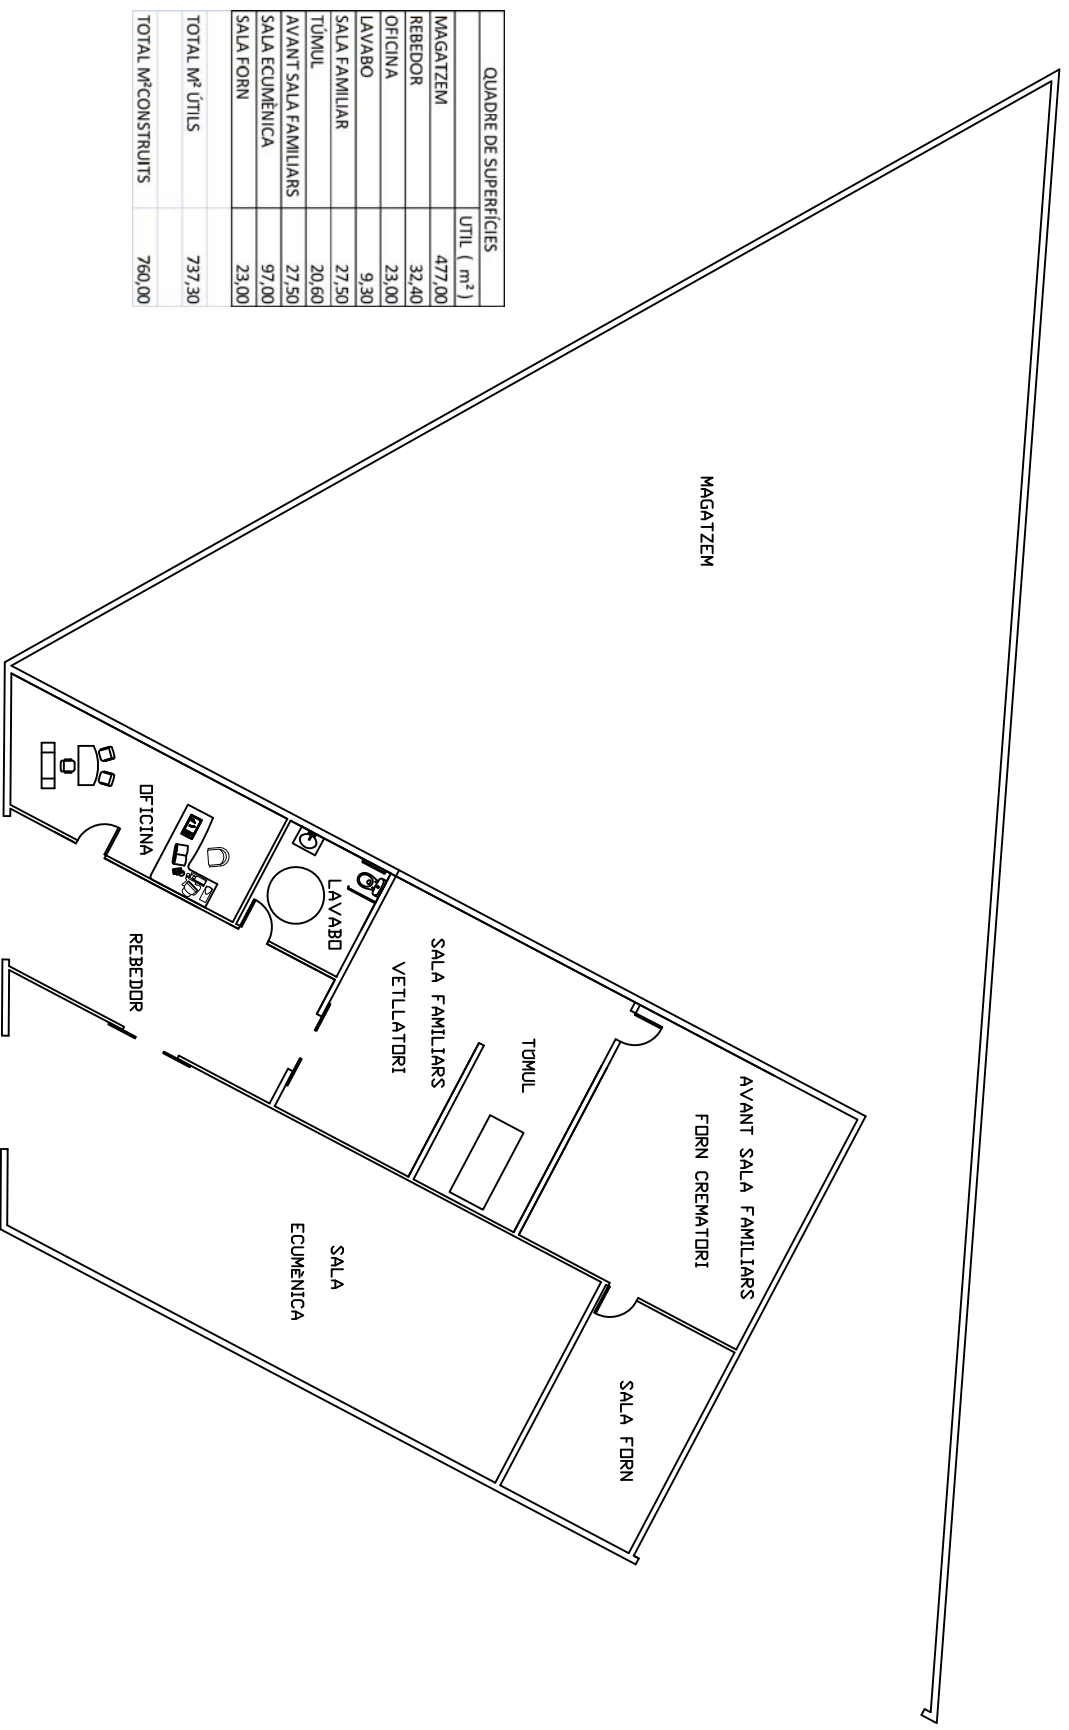 QUADRE DE SUPERFÍCIES
UTIL ( m²)
MAGATZEM 477,00
REBEDOR 32,40
OFICINA 23,00
LAVABO 9,30
SALA FAMILIAR 27,50
TÚMUL 20,60
AVANT SALA FAMILIARS 27,50
SALA ECUMÈNICA 97,00
SALA FORN 23,00
TOTAL M² ÚTILS 737,30
TOTAL M²CONSTRUITS 760,00
MAGATZEM
AVANT SALA FAMILIARS
FORN CREMATORI
SALA FORN
TÚMUL
SALA FAMILIARS
VETLLATORI
LAVABO
SALA
ECUMÈNICA
OFICINA
REBEDOR